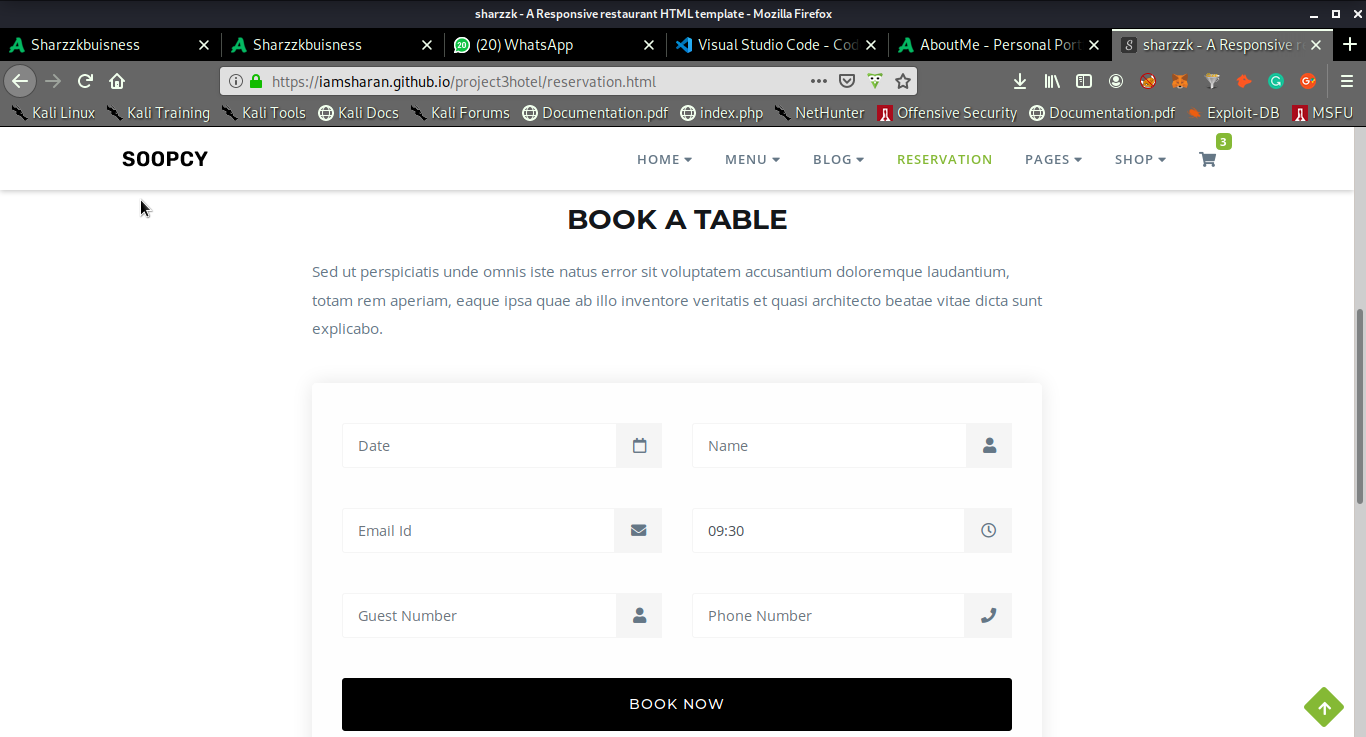 sharzzk - A Responsive restaurant HTML template - Mozilla Firefox
Sharzzkbuisness
Sharzzkbuisness
20 (20) WhatsApp
Visual Studio Code - Cod
AboutMe - Personal Port
sharzzk - A Responsive r
https://iamsharan.github.io/project3hotel/reservation.html
Kali Linux Kali Training Kali Tools Kali Docs Kali Forums Documentation.pdf index.php NetHunter Offensive Security Documentation.pdf Exploit-DB MSFU
SOOPCY
HOME MENU BLOG RESERVATION PAGES SHOP 3
BOOK A TABLE
Sed ut perspiciatis unde omnis iste natus error sit voluptatem accusantium doloremque laudantium,
totam rem aperiam, eaque ipsa quae ab illo inventore veritatis et quasi architecto beatae vitae dicta sunt
explicabo.
Date
Name
Email Id
09:30
Guest Number
Phone Number
BOOK NOW